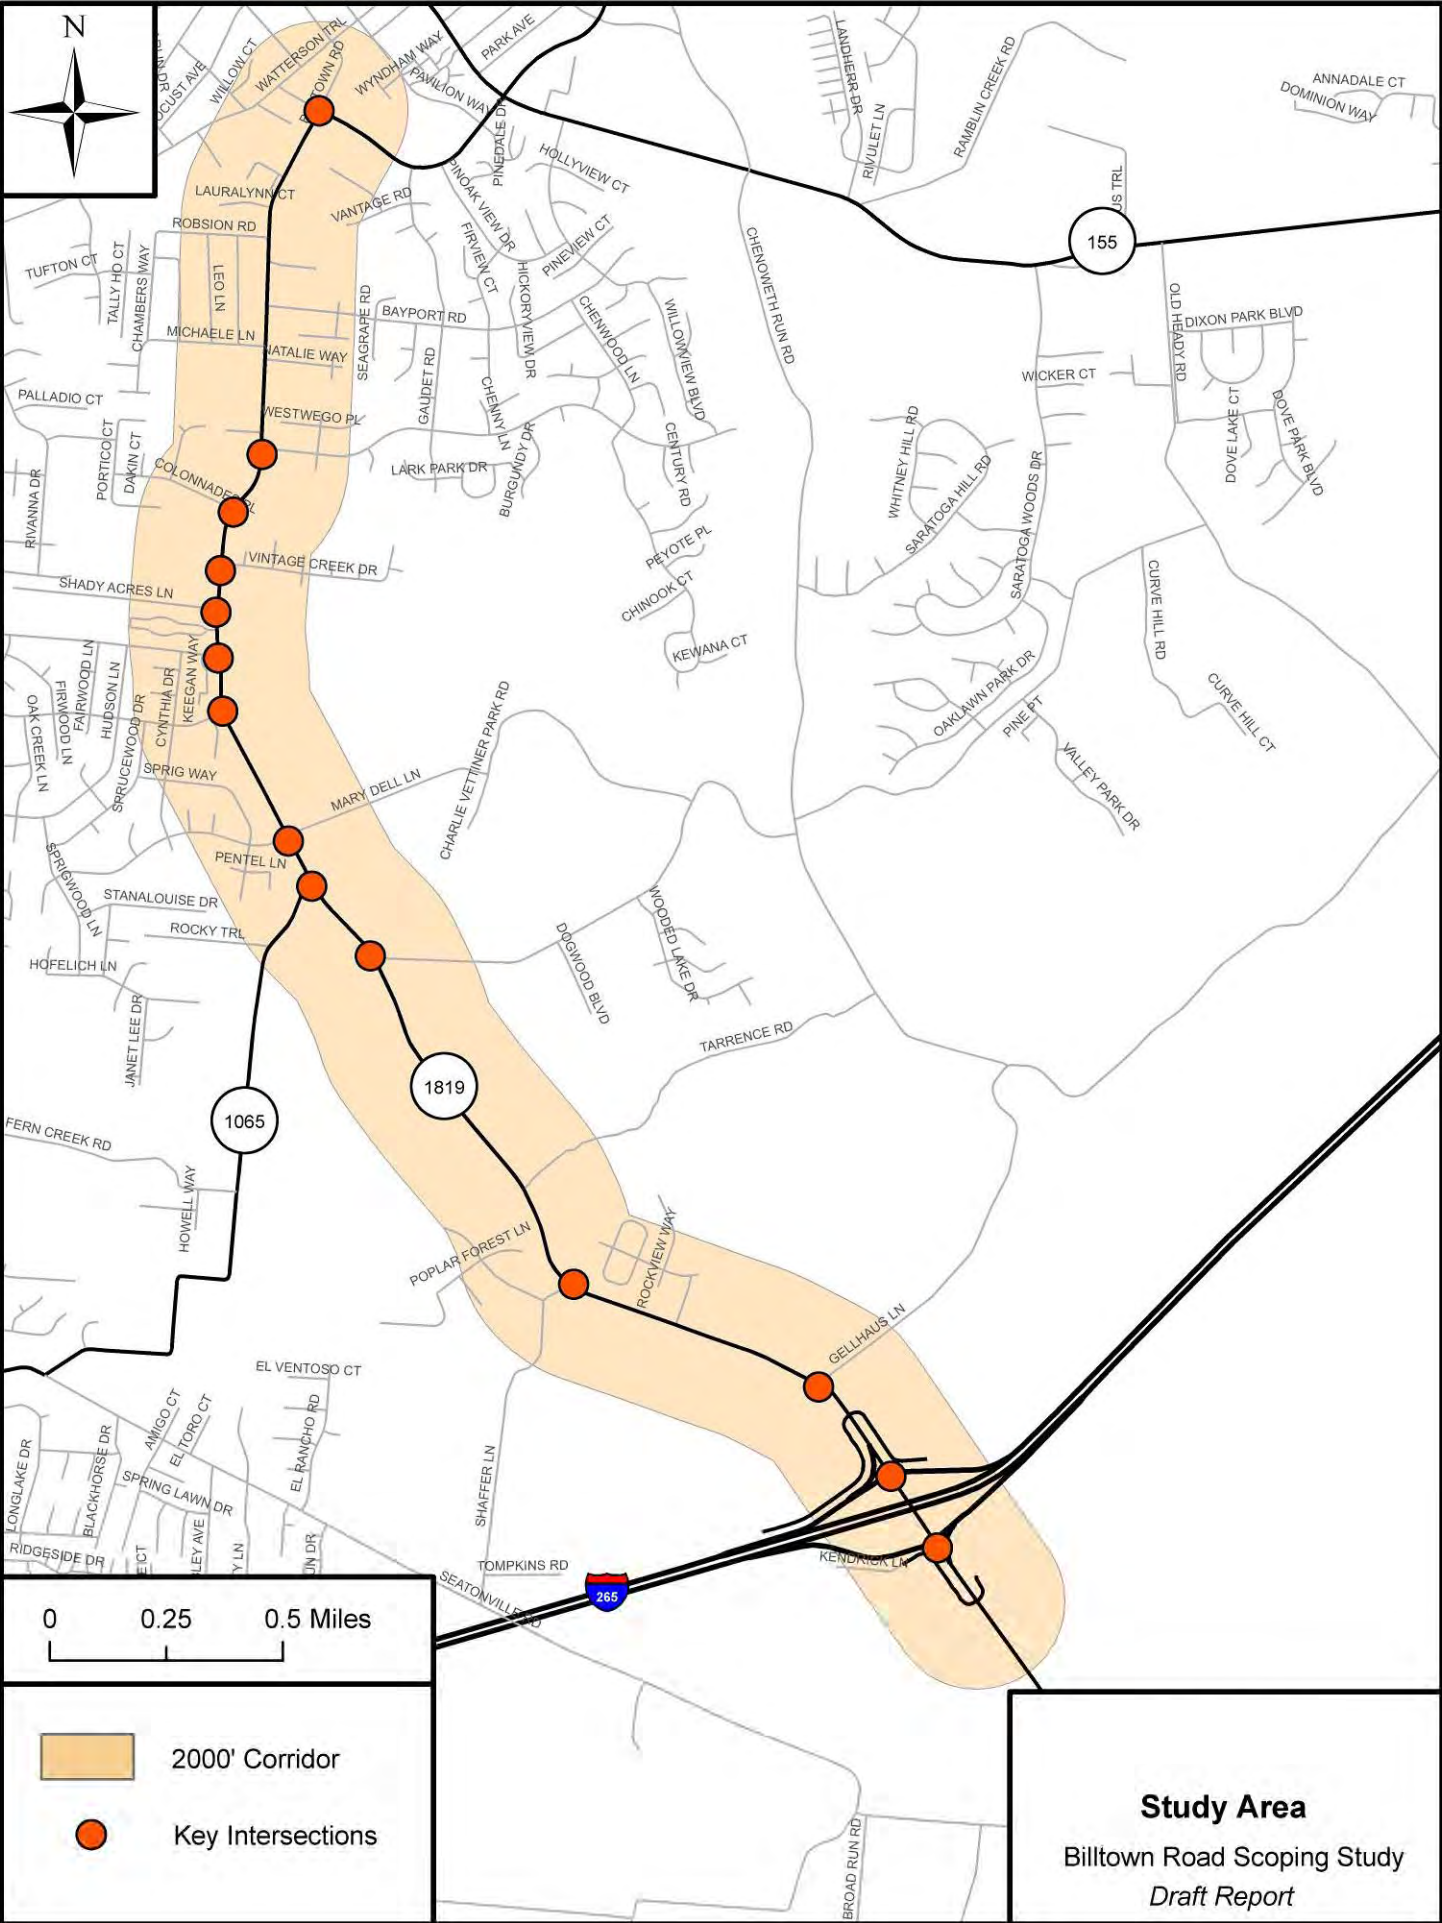 N
WILLOW CT
WATTERSON TRL
WYNDHAM WAY
PARK AVE
PAVILION WAY
PINEDALE DR
HOLLYVIEW CT
LANDHERR DR
RIVULET LN
RAMBLIN CREEK RD
ANNADALE CT
DOMINION WAY
LAURALYNN CT
VANTAGE RD
PINOAK VIEW DR
ROBSION RD
155
TUFTON CT
TALLY HO CT
CHAMBERS WAY
LEO LN
FIRVIEW CT
PINEVIEW CT
HICKORYVIEW DR
CHENOWETH RUN RD
SEAGRAPE RD
BAYPORT RD
MICHAELE LN
NATALIE WAY
GAUDET RD
CHENWOOD LN
WILLOWVIEW BLVD
OLD HEADY RD
DIXON PARK BLVD
WICKER CT
PALLADIO CT
WESTWEGO PL
CHENNY LN
PORTICO CT
DAKIN CT
COLONNADES PL
LARK PARK DR
BURGUNDY DR
CENTURY RD
WHITNEY HILL RD
SARATOGA HILL RD
SARATOGA WOODS DR
DOVE LAKE CT
DOVE PARK BLVD
RIVANNA DR
VINTAGE CREEK DR
PEYOTE PL
SHADY ACRES LN
CHINOOK CT
KEWANA CT
CURVE HILL RD
CURVE HILL CT
OAK CREEK LN
FIRWOOD LN
FAIRWOOD LN
HUDSON LN
SPRUCEWOOD DR
CYNTHIA DR
KEEGAN WAY
OAKLAWN PARK DR
PINE PT
VALLEY PARK DR
SPRIG WAY
MARY DELL LN
CHARLIE VETTINER PARK RD
PENTEL LN
SPRIGWOOD LN
STANALOUISE DR
ROCKY TRL
HOFELICH LN
DOGWOOD BLVD
WOODED LAKE DR
JANET LEE DR
TARRENCE RD
1819
1065
FERN CREEK RD
HOWELL WAY
POPLAR FOREST LN
ROCKVIEW WAY
GELLHAUS LN
EL VENTOSO CT
AMIGO CT
EL TORO CT
EL RANCHO RD
LONGLAKE DR
BLACKHORSE DR
SPRING LAWN DR
SHAFFER LN
RIDGESIDE DR
TOMPKINS RD
KENDRICK LN
SEATONVILLE RD
265
0 0.25 0.5 Miles
2000' Corridor
Key Intersections
BROAD RUN RD
Study Area
Billtown Road Scoping Study
Draft Report